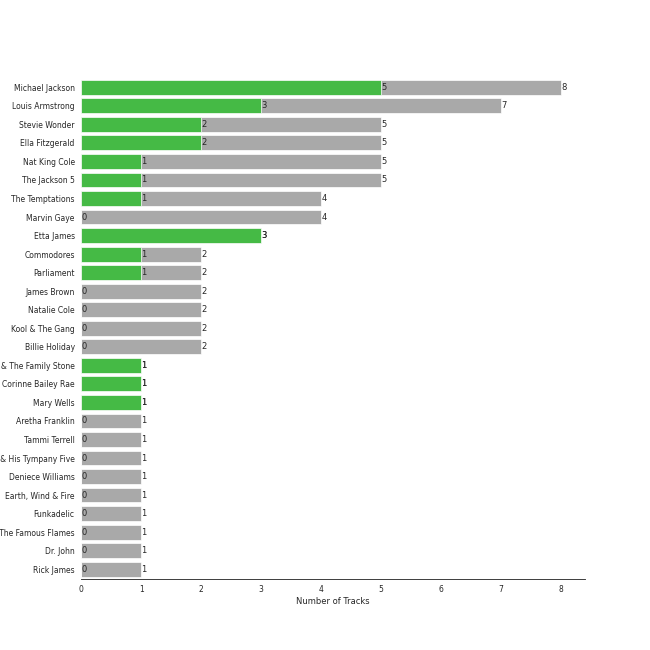 Michael Jackson 5 8
Louis Armstrong 3 7
Stevie Wonder 2 5
Ella Fitzgerald 2 5
Nat King Cole 1 5
The Jackson 5 1 5
The Temptations 1 4
Marvin Gaye 0 4
Etta James 3 3
Commodores 1 2
Parliament 1 2
James Brown 0 2
Natalie Cole 0 2
Kool & The Gang 0 2
Billie Holiday 0 2
& The Family Stone 1 1
Corinne Bailey Rae 1 1
Mary Wells 1 1
Aretha Franklin 0 1
Tammi Terrell 0 1
& His Tympany Five 0 1
Deniece Williams 0 1
Earth, Wind & Fire 0 1
Funkadelic 0 1
The Famous Flames 0 1
Dr. John 0 1
Rick James 0 1
0 1 2 3 4 5 6 7 8
Number of Tracks